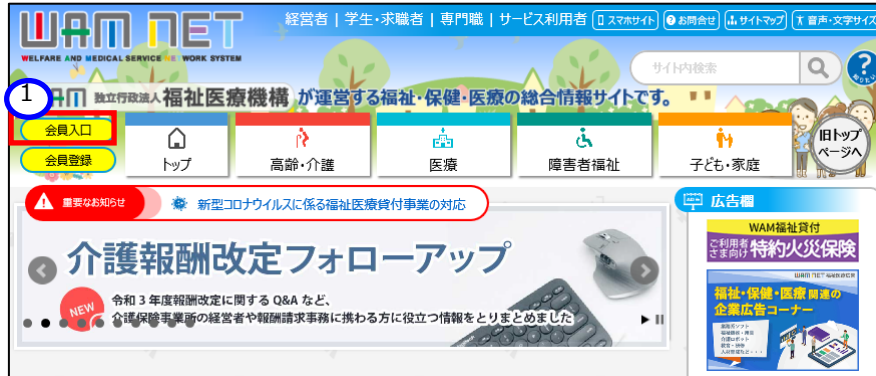 WAM NET
経営者 | 学生・求職者 | 専門職 | サービス利用者 スマホサイト お問合せ サイトマップ 音声・文字サイズ
WELFARE AND MEDICAL SERVICE NETWORK SYSTEM
サイト内検索
1
独立行政法人 福祉医療機構 が運営する福祉・保健・医療の総合情報サイトです。
会員入口
会員登録
トップ
高齢・介護
医療
障害者福祉
子ども・家庭
旧トップ
ページへ
重要なお知らせ
新型コロナウイルスに係る福祉医療貸付事業の対応
広告欄
介護報酬改定フォローアップ
NEW
令和3年度報酬改定に関するQ&Aなど、
介護保険事業所の経営者や報酬請求事務に携わる方に役立つ情報をとりまとめました
WAM福祉貸付
ご利用者
さま向け 特約火災保険
WAM NET
福祉・保健・医療 関連の
企業広告コーナー